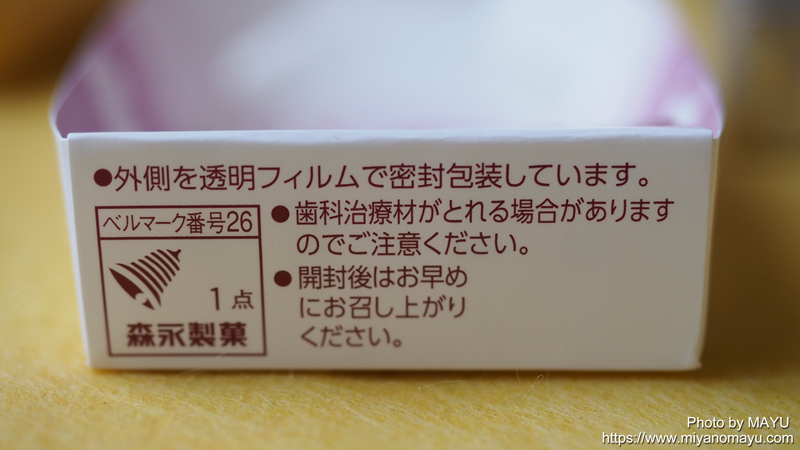 ●外側を透明フィルムで密封包装しています。
ベルマーク番号26
1点
森永製菓
●歯科治療材がとれる場合があります
のでご注意ください。
●開封後はお早め
にお召し上がり
ください。
Photo by MAYU
https://www.miyanomayu.com